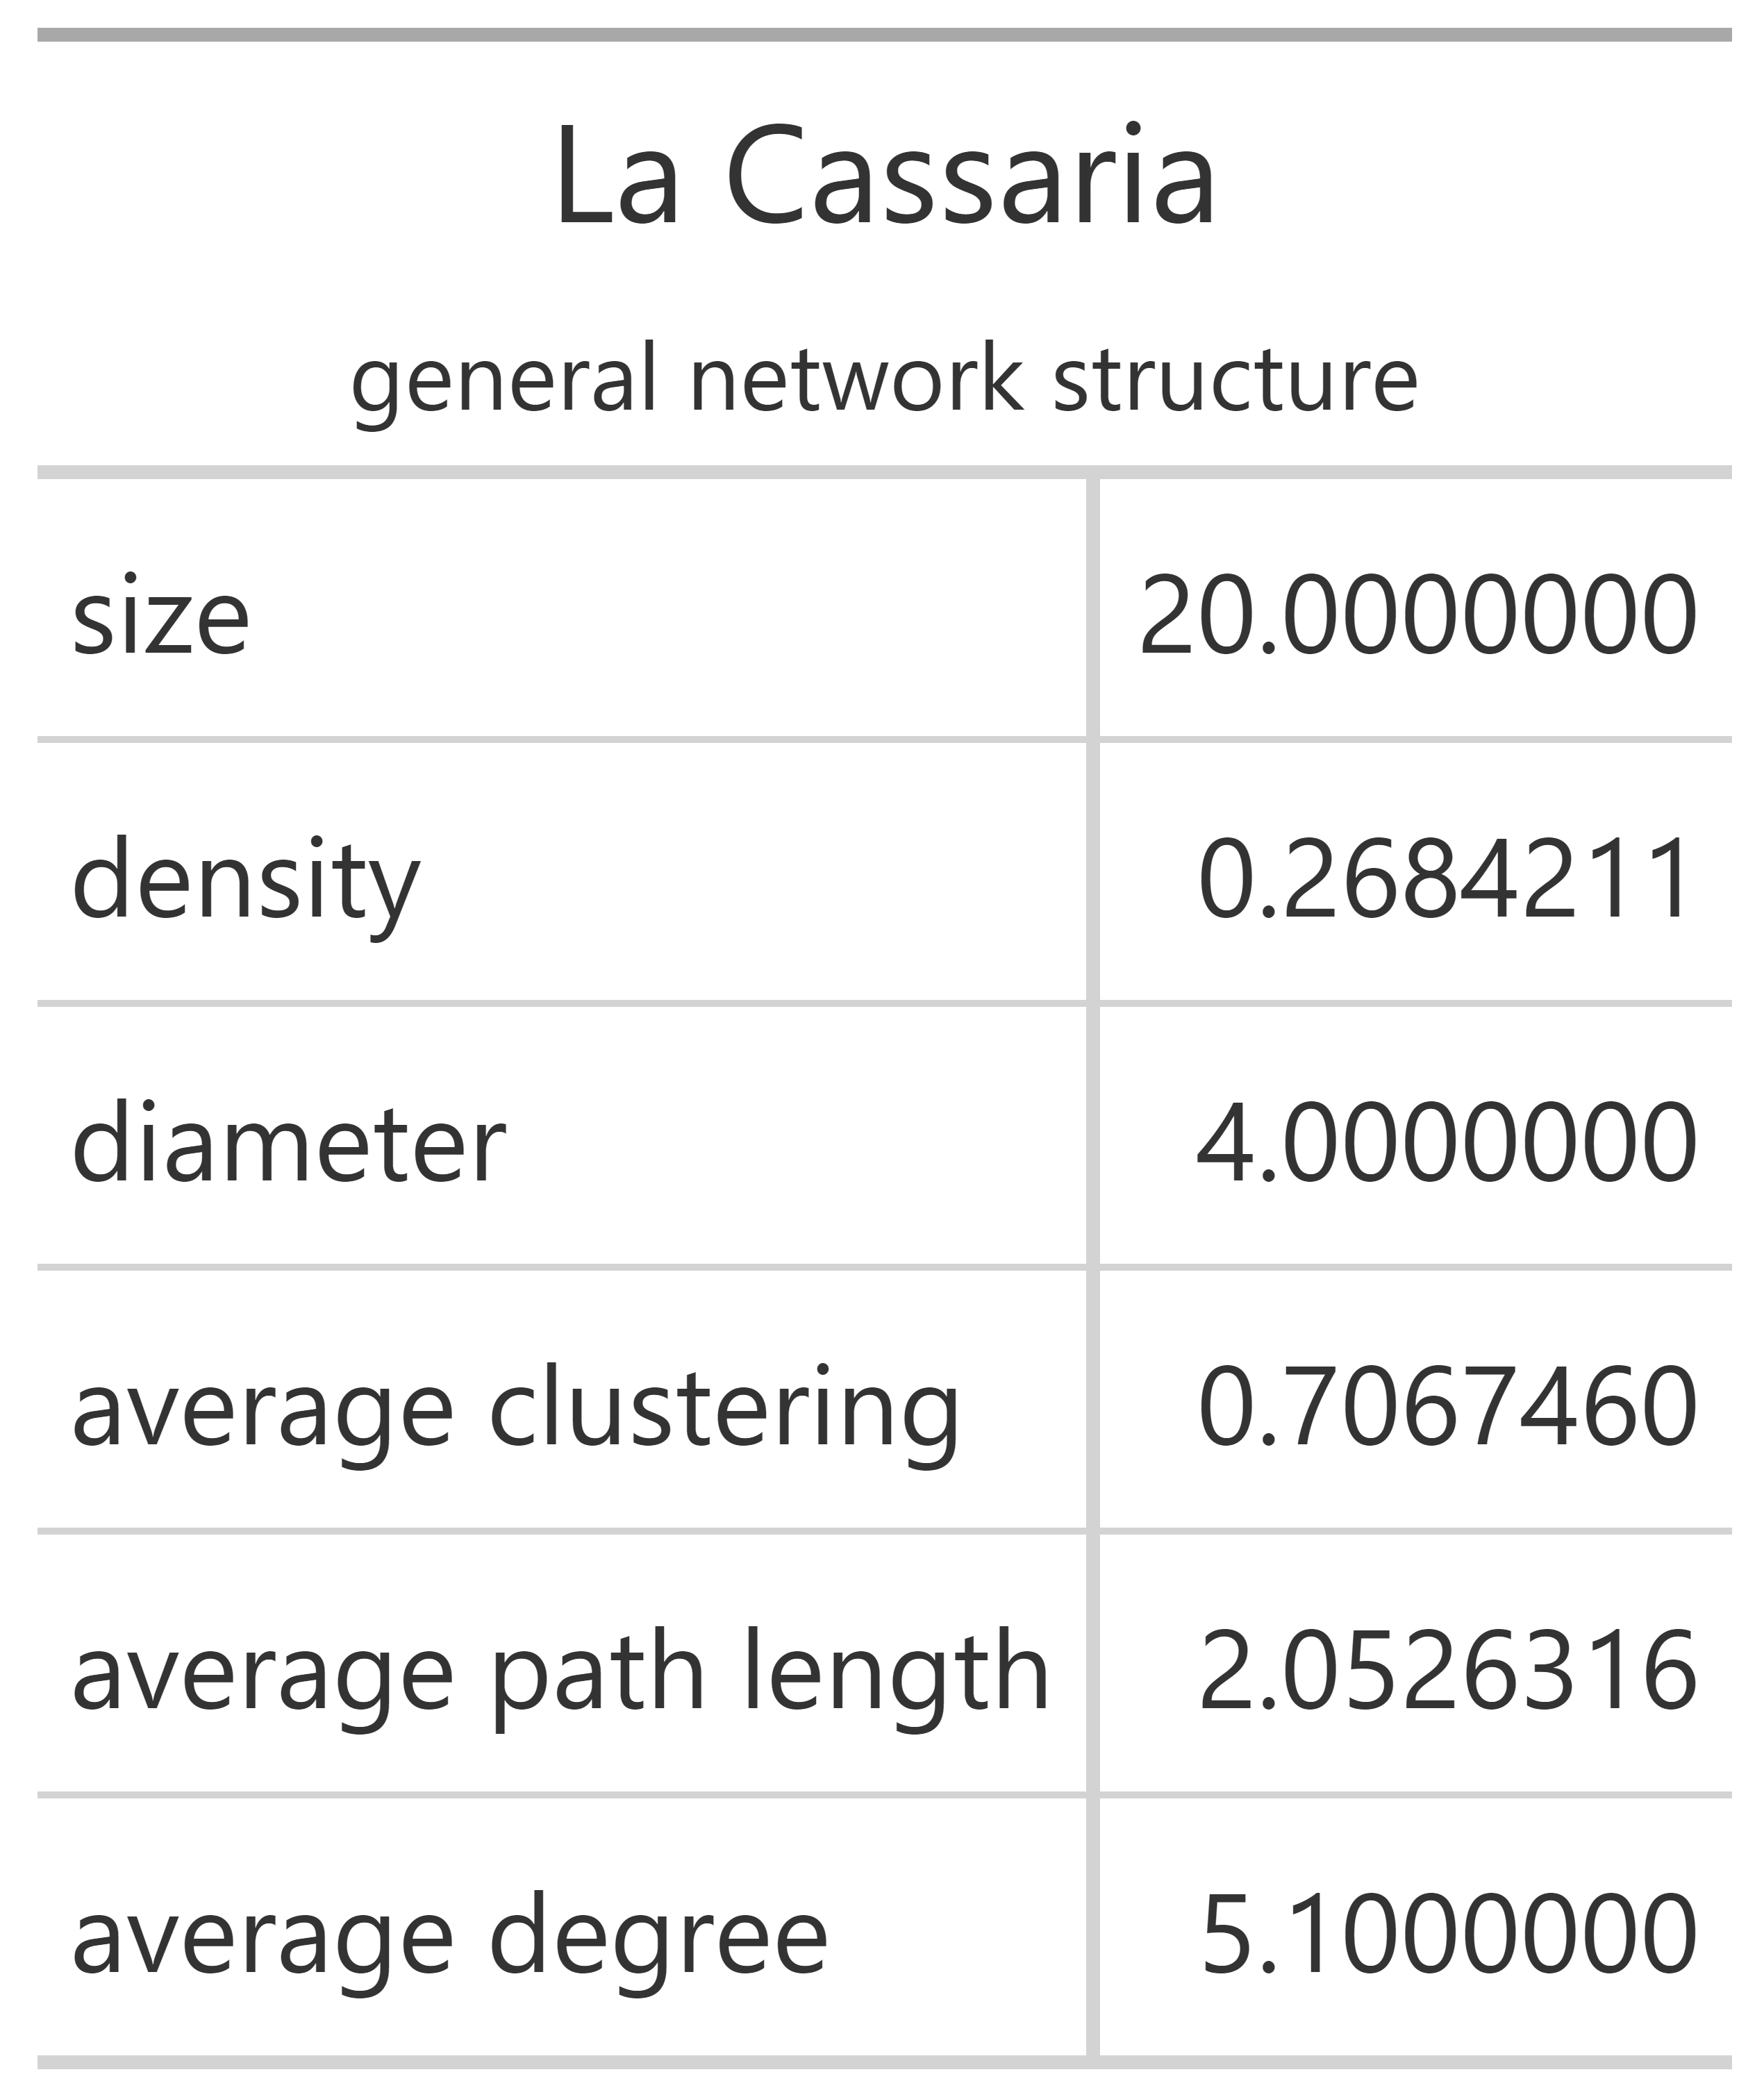 La Cassaria
general network structure
size 20.0000000
density 0.2684211
diameter 4.0000000
average clustering 0.7067460
average path length 2.0526316
average degree 5.1000000